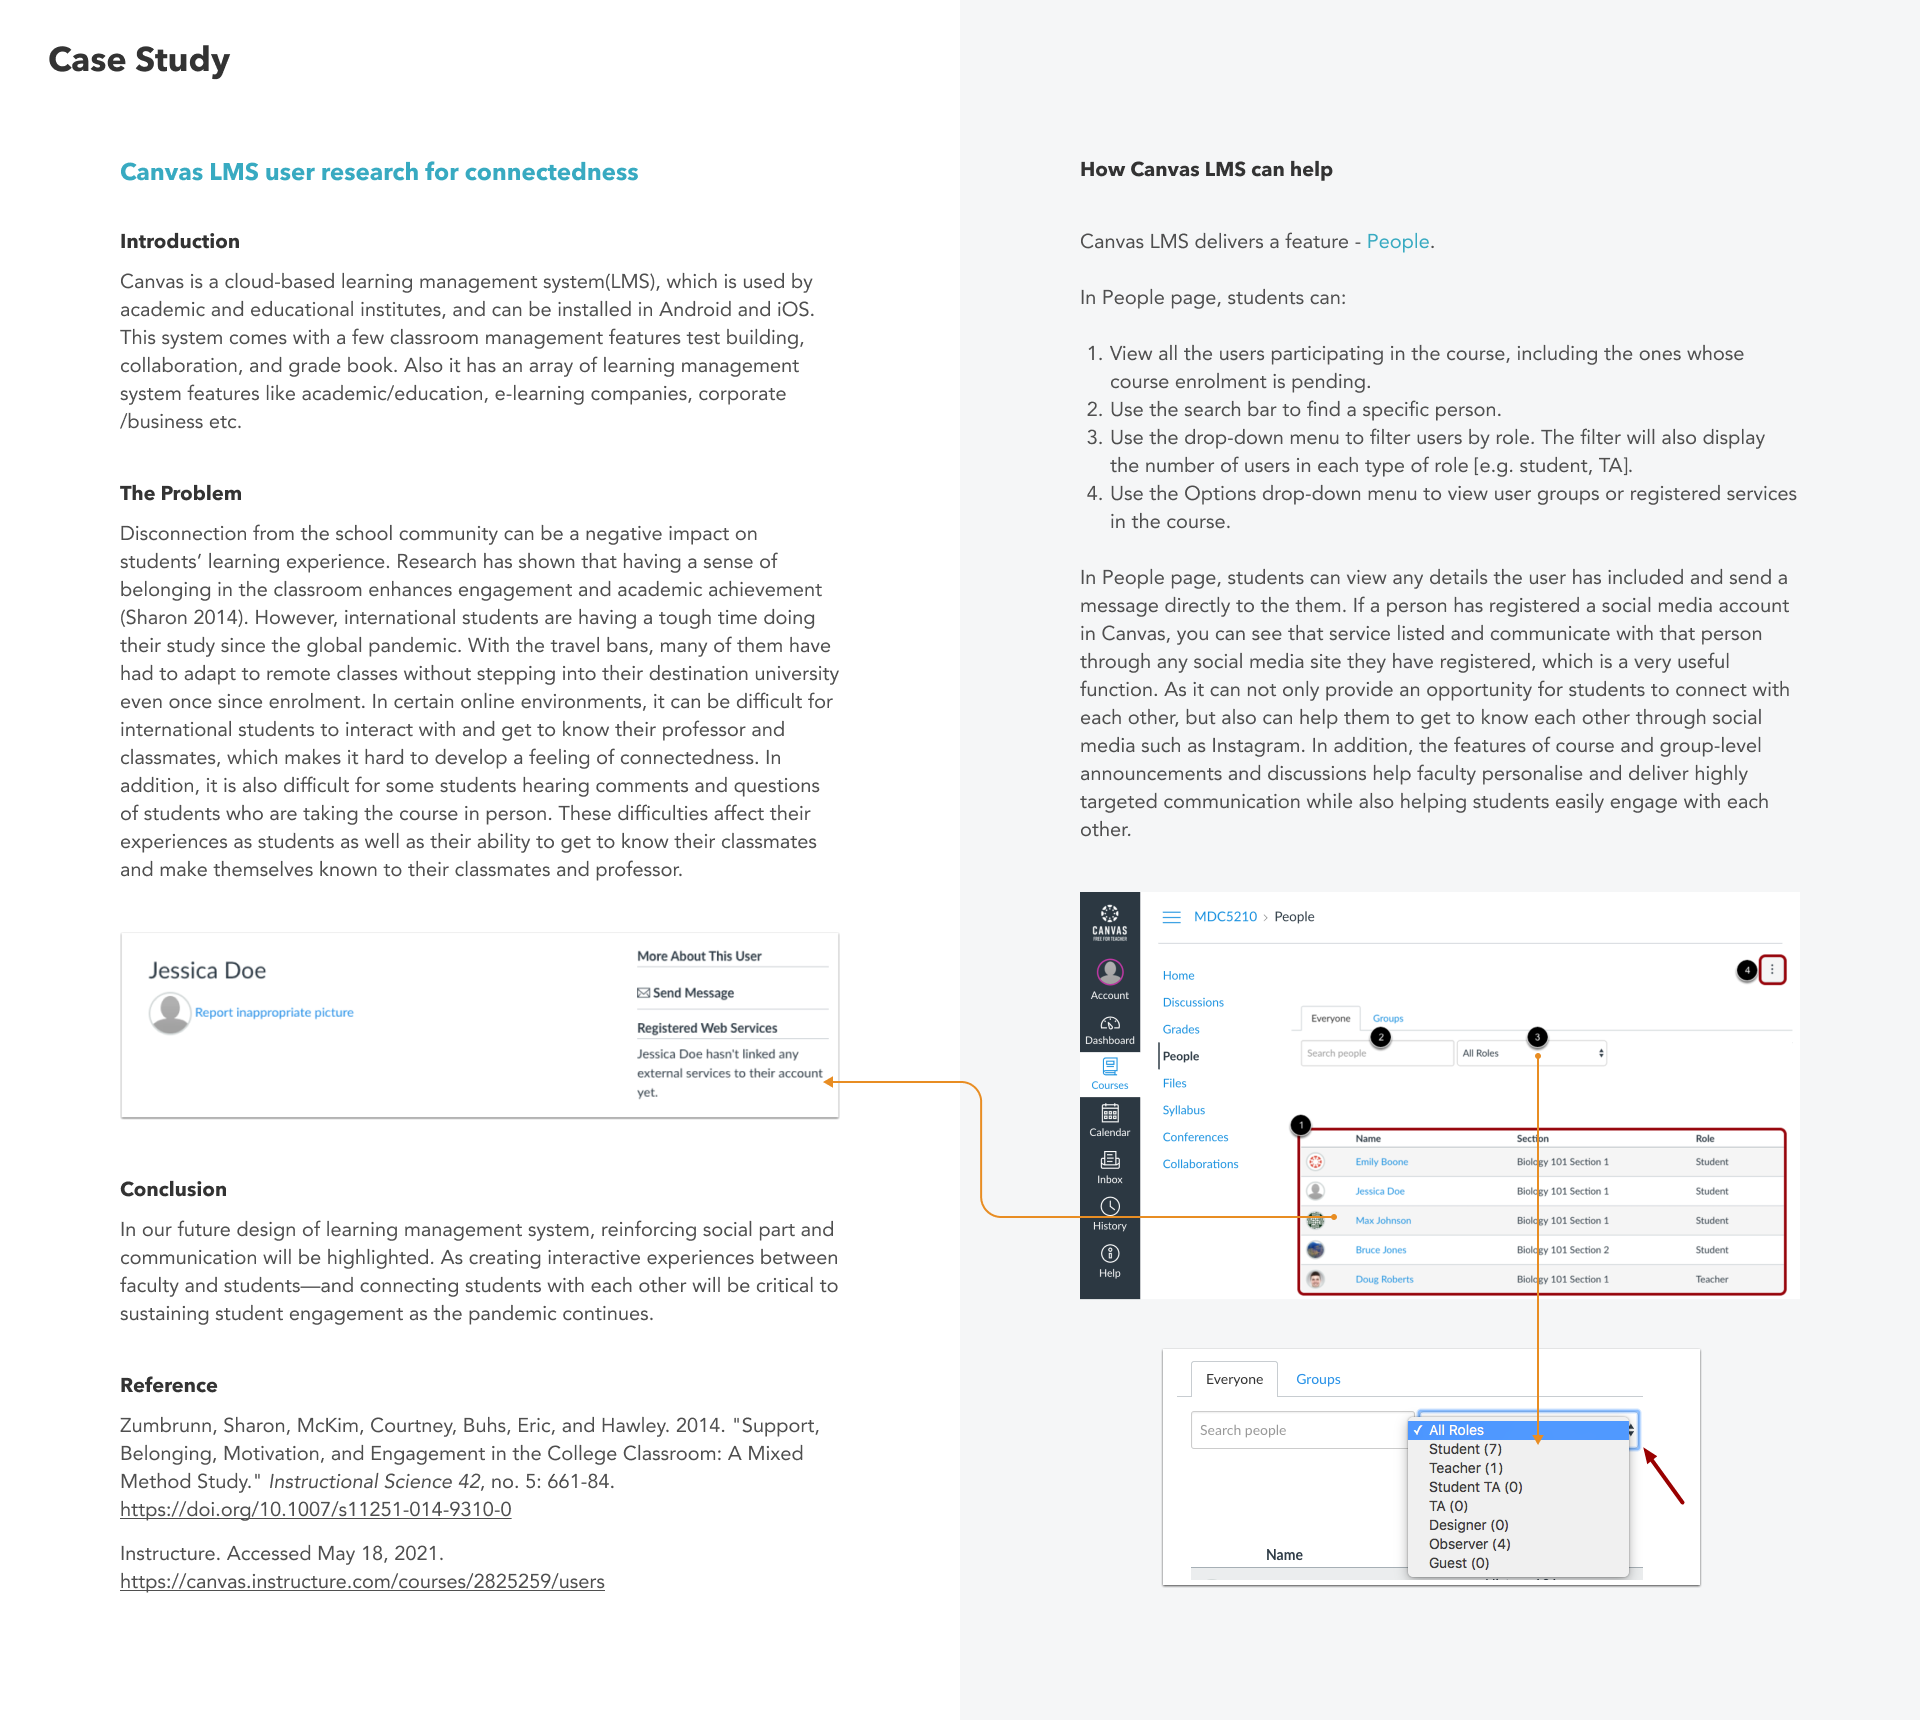 Case Study
Canvas LMS user research for connectedness
Introduction
Canvas is a cloud-based learning management system(LMS), which is used by
academic and educational institutes, and can be installed in Android and iOS.
This system comes with a few classroom management features test building,
collaboration, and grade book. Also it has an array of learning management
system features like academic/education, e-learning companies, corporate
/business etc.
The Problem
Disconnection from the school community can be a negative impact on
students’ learning experience. Research has shown that having a sense of
belonging in the classroom enhances engagement and academic achievement
(Sharon 2014). However, international students are having a tough time doing
their study since the global pandemic. With the travel bans, many of them have
had to adapt to remote classes without stepping into their destination university
even once since enrolment. In certain online environments, it can be difficult for
international students to interact with and get to know their professor and
classmates, which makes it hard to develop a feeling of connectedness. In
addition, it is also difficult for some students hearing comments and questions
of students who are taking the course in person. These difficulties affect their
experiences as students as well as their ability to get to know their classmates
and make themselves known to their classmates and professor.
Jessica Doe
Report inappropriate picture
More About This User
Send Message
Registered Web Services
Jessica Doe hasn't linked any
external services to their account
yet.
Conclusion
In our future design of learning management system, reinforcing social part and
communication will be highlighted. As creating interactive experiences between
faculty and students—and connecting students with each other will be critical to
sustaining student engagement as the pandemic continues.
Reference
Zumbrunn, Sharon, McKim, Courtney, Buhs, Eric, and Hawley. 2014. "Support,
Belonging, Motivation, and Engagement in the College Classroom: A Mixed
Method Study." Instructional Science 42, no. 5: 661-84.
https://doi.org/10.1007/s11251-014-9310-0
Instructure. Accessed May 18, 2021.
https://canvas.instructure.com/courses/2825259/users
How Canvas LMS can help
Canvas LMS delivers a feature - People.
In People page, students can:
1. View all the users participating in the course, including the ones whose
course enrolment is pending.
2. Use the search bar to find a specific person.
3. Use the drop-down menu to filter users by role. The filter will also display
the number of users in each type of role [e.g. student, TA].
4. Use the Options drop-down menu to view user groups or registered services
in the course.
In People page, students can view any details the user has included and send a
message directly to the them. If a person has registered a social media account
in Canvas, you can see that service listed and communicate with that person
through any social media site they have registered, which is a very useful
function. As it can not only provide an opportunity for students to connect with
each other, but also can help them to get to know each other through social
media such as Instagram. In addition, the features of course and group-level
announcements and discussions help faculty personalise and deliver highly
targeted communication while also helping students easily engage with each
other.
CANVAS
FREE FOR TEACHER
Account
Dashboard
Courses
Calendar
Inbox
History
Help
MDC5210 › People
Home
Discussions
Grades
People
Files
Syllabus
Conferences
Collaborations
4
Everyone Groups
2 3
Search people All Roles
1
Name Section Role
Emily Boone Biology 101 Section 1 Student
Jessica Doe Biology 101 Section 1 Student
Max Johnson Biology 101 Section 1 Student
Bruce Jones Biology 101 Section 2 Student
Doug Roberts Biology 101 Section 1 Teacher
Everyone Groups
Search people
✓ All Roles
Student (7)
Teacher (1)
Student TA (0)
TA (0)
Designer (0)
Observer (4)
Guest (0)
Name